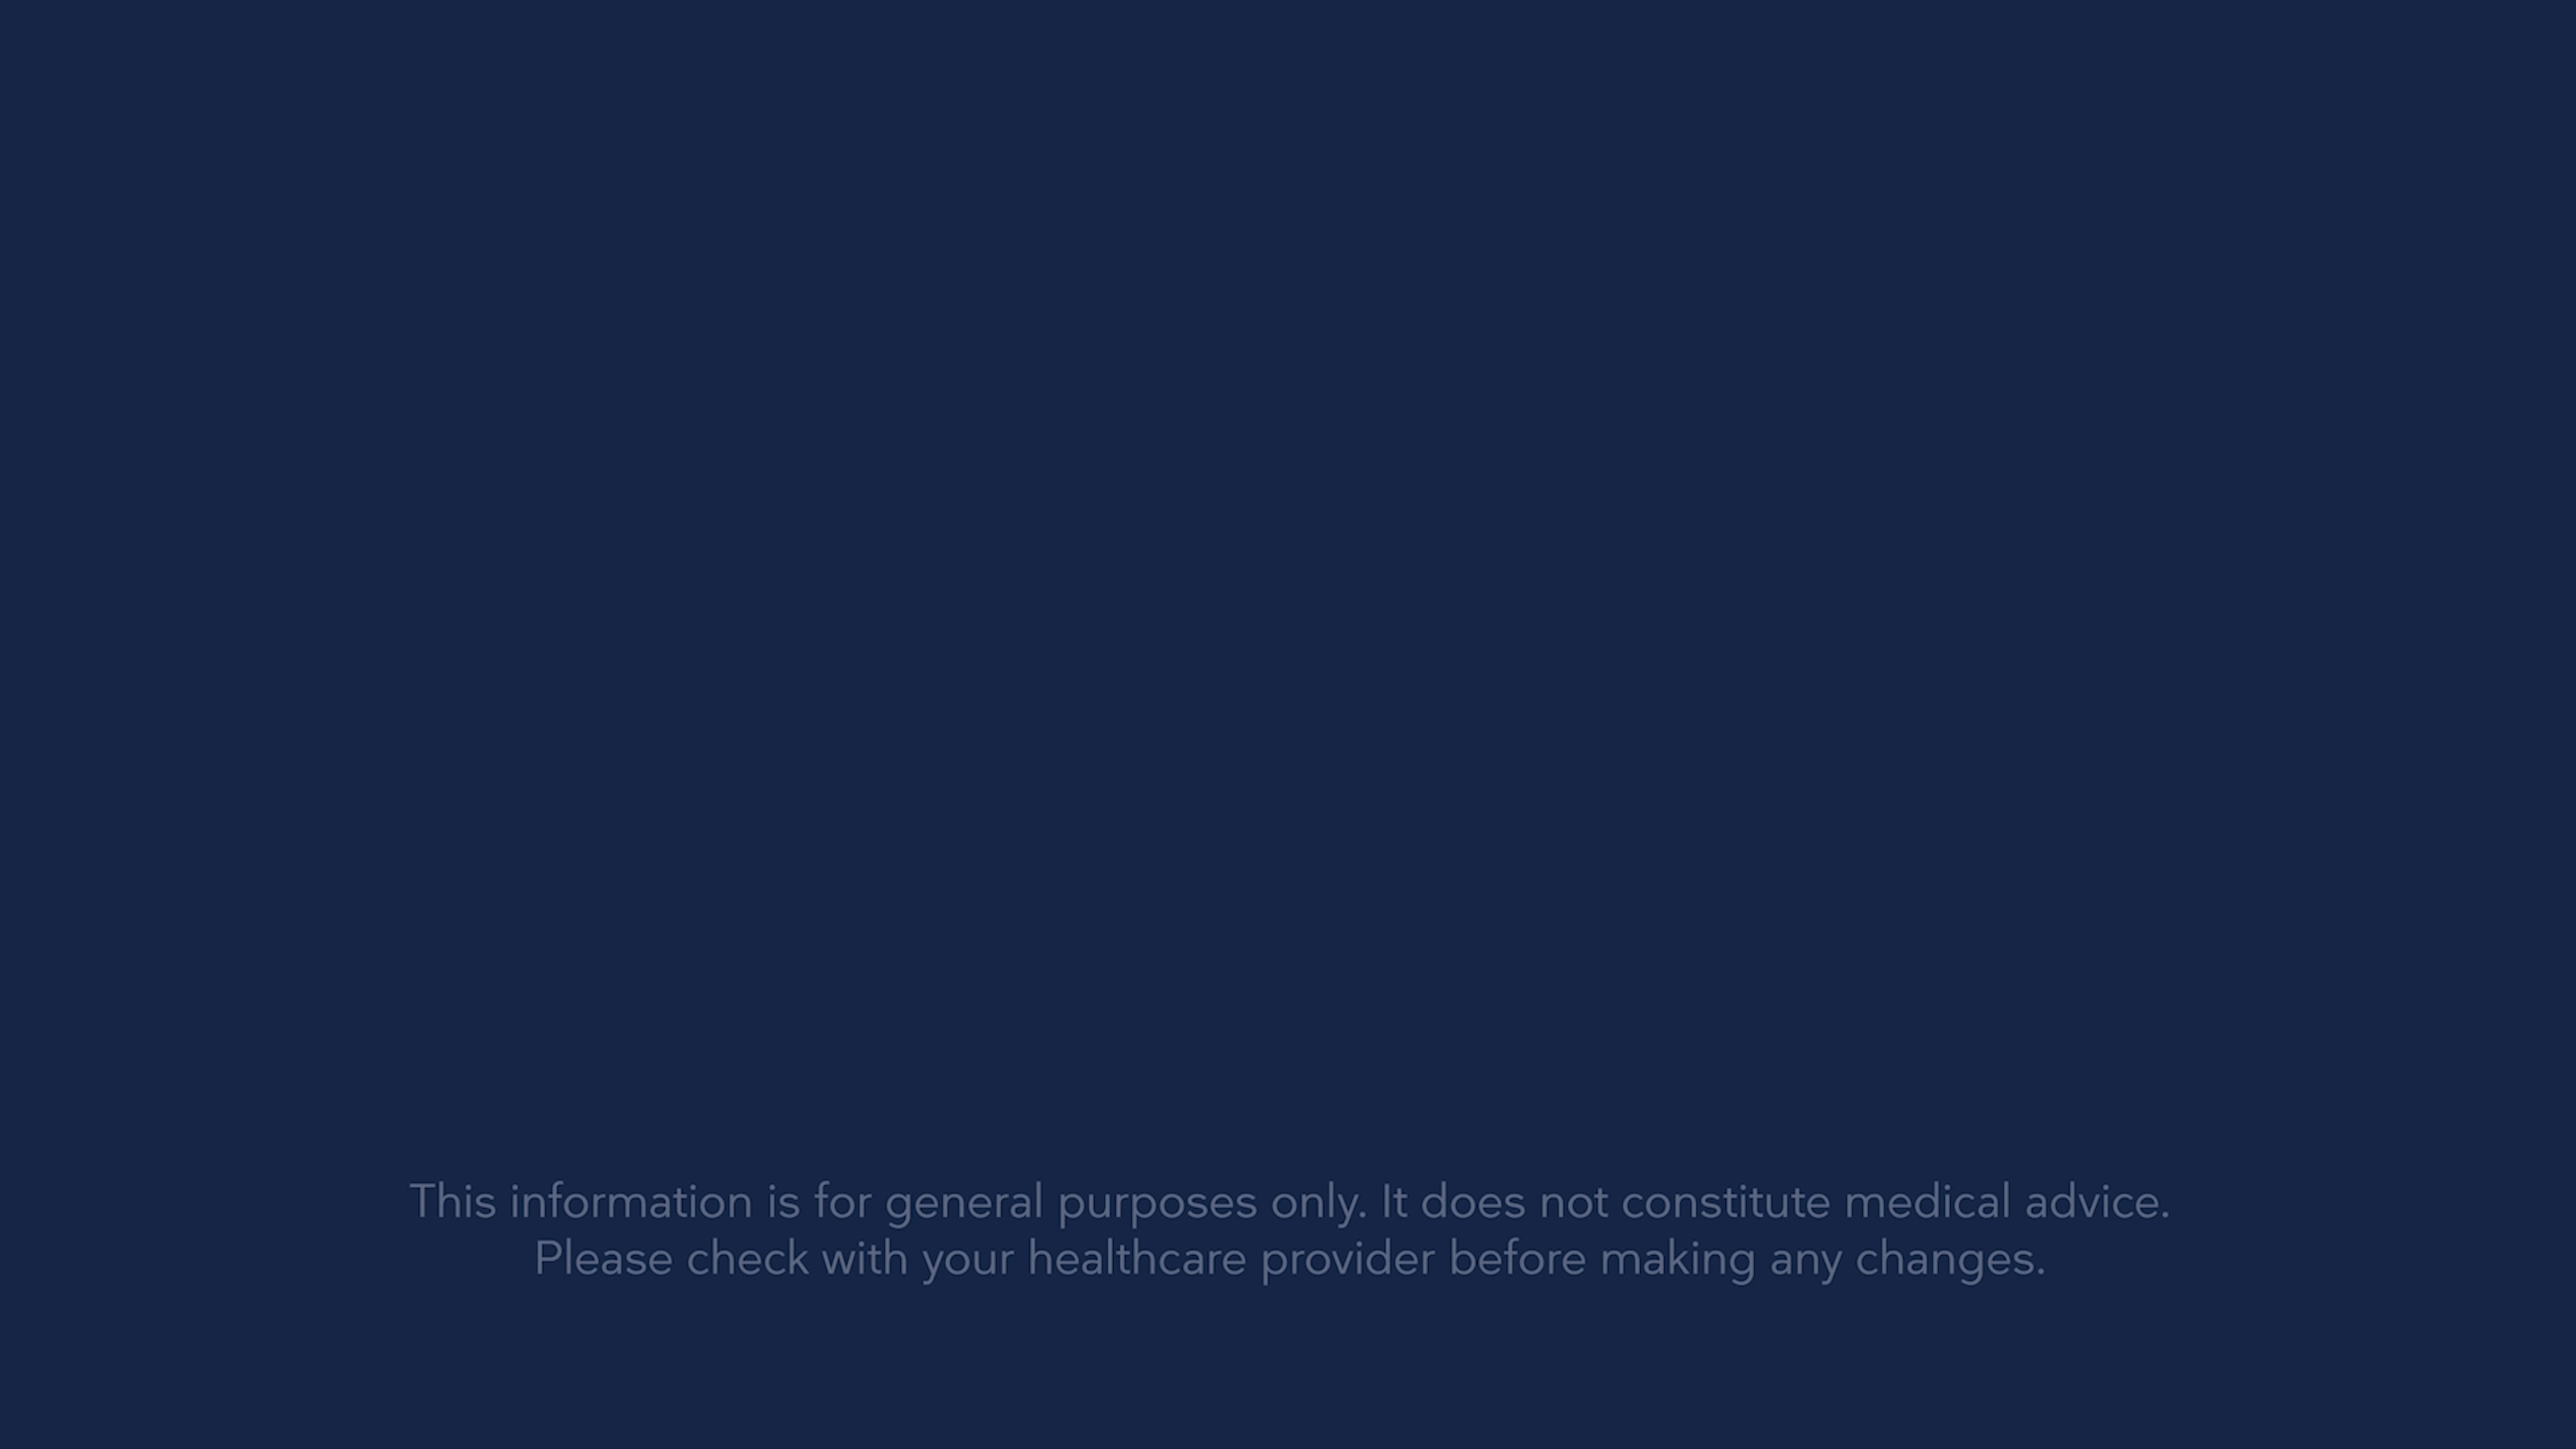 This information is for general purposes only. It does not constitute medical advice.
Please check with your healthcare provider before making any changes.